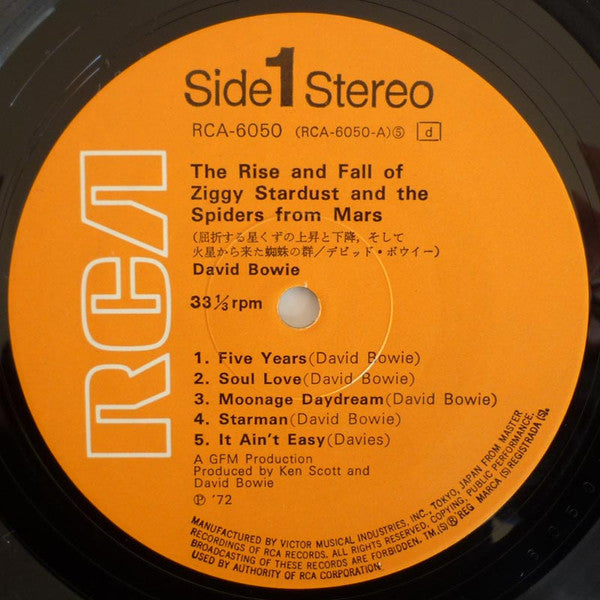 Side 1 Stereo
RCA-6050 (RCA-6050-A)Ⓢ d
RCA
The Rise and Fall of
Ziggy Stardust and the
Spiders from Mars
(屈折する星くずの上昇と下降，そして
火星から来た蜘蛛の群／デビッド・ボウイー)
David Bowie
33⅓rpm
1. Five Years(David Bowie)
2. Soul Love(David Bowie)
3. Moonage Daydream(David Bowie)
4. Starman(David Bowie)
5. It Ain't Easy(Davies)
A GFM Production
Produced by Ken Scott and
David Bowie
Ⓟ '72
MANUFACTURED BY VICTOR MUSICAL INDUSTRIES, INC., TOKYO, JAPAN FROM MASTER
RECORDINGS OF RCA RECORDS. ALL RIGHTS RESERVED, COPYING, PUBLIC PERFORMANCE,
BROADCASTING OF THESE RECORDS ARE FORBIDDEN. TM.(S) ® REG MARCA (S) REGISTRADA (S).
USED BY AUTHORITY OF RCA CORPORATION.